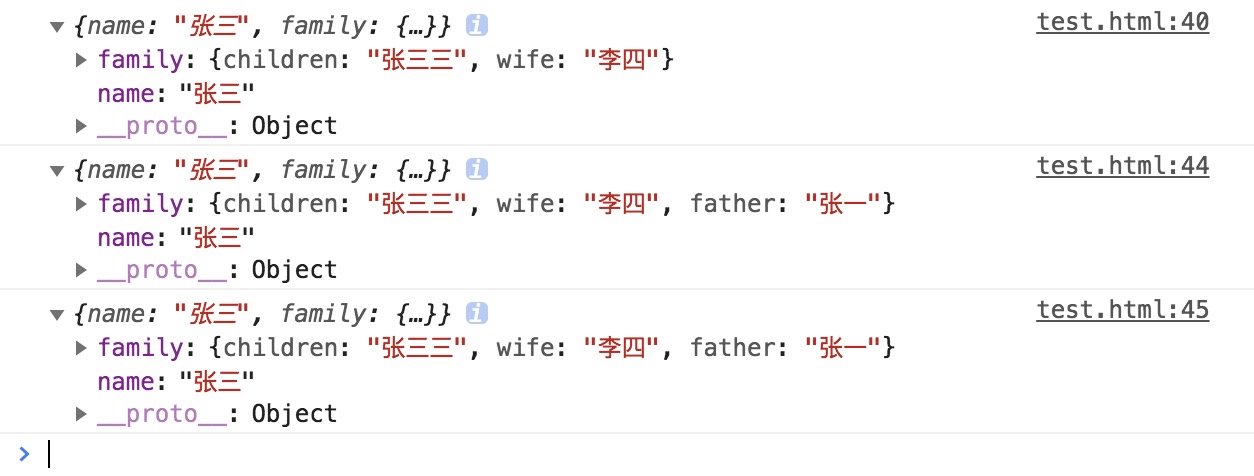 ▼ {name: "张三", family: {…}} i test.html:40
▶ family: {children: "张三三", wife: "李四"}
name: "张三"
▶ __proto__: Object
▼ {name: "张三", family: {…}} i test.html:44
▶ family: {children: "张三三", wife: "李四", father: "张一"}
name: "张三"
▶ __proto__: Object
▼ {name: "张三", family: {…}} i test.html:45
▶ family: {children: "张三三", wife: "李四", father: "张一"}
name: "张三"
▶ __proto__: Object
>